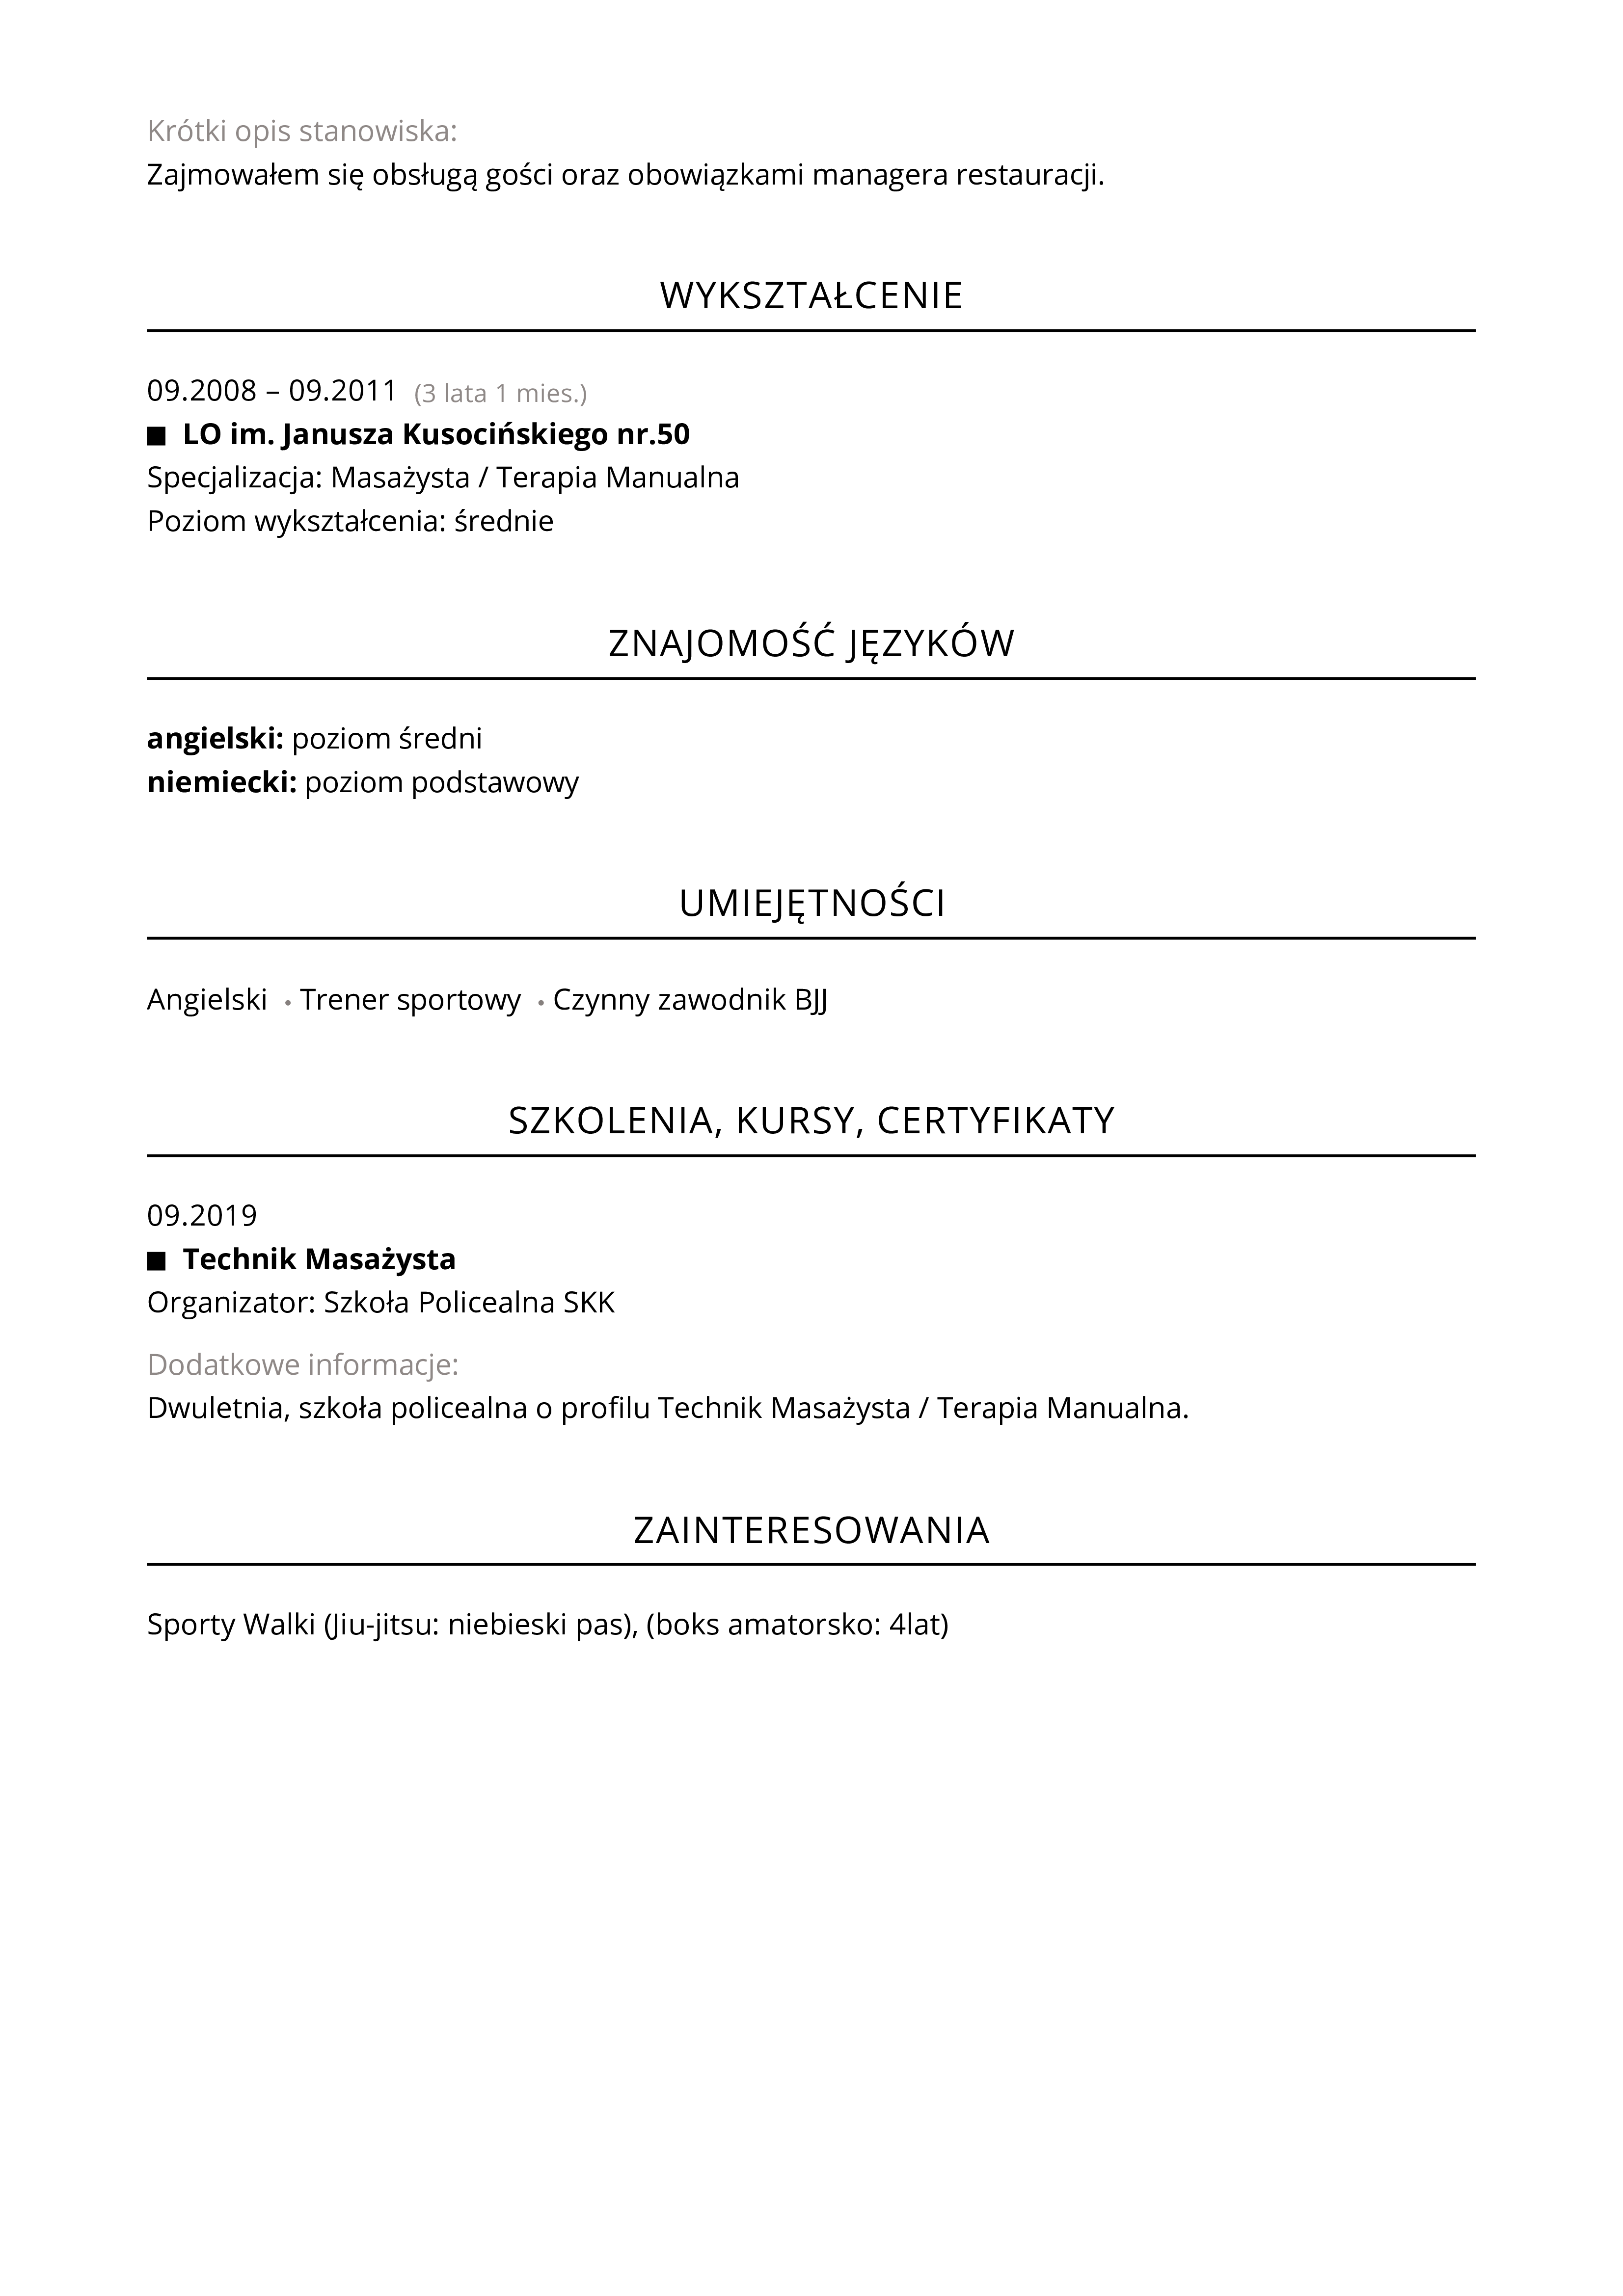 Krótki opis stanowiska:
Zajmowałem się obsługą gości oraz obowiązkami managera restauracji.
WYKSZTAŁCENIE
09.2008 – 09.2011 (3 lata 1 mies.)
■ LO im. Janusza Kusocińskiego nr.50
Specjalizacja: Masażysta / Terapia Manualna
Poziom wykształcenia: średnie
ZNAJOMOŚĆ JĘZYKÓW
angielski: poziom średni
niemiecki: poziom podstawowy
UMIEJĘTNOŚCI
Angielski • Trener sportowy • Czynny zawodnik BJJ
SZKOLENIA, KURSY, CERTYFIKATY
09.2019
■ Technik Masażysta
Organizator: Szkoła Policealna SKK
Dodatkowe informacje:
Dwuletnia, szkoła policealna o profilu Technik Masażysta / Terapia Manualna.
ZAINTERESOWANIA
Sporty Walki (Jiu-jitsu: niebieski pas), (boks amatorsko: 4lat)